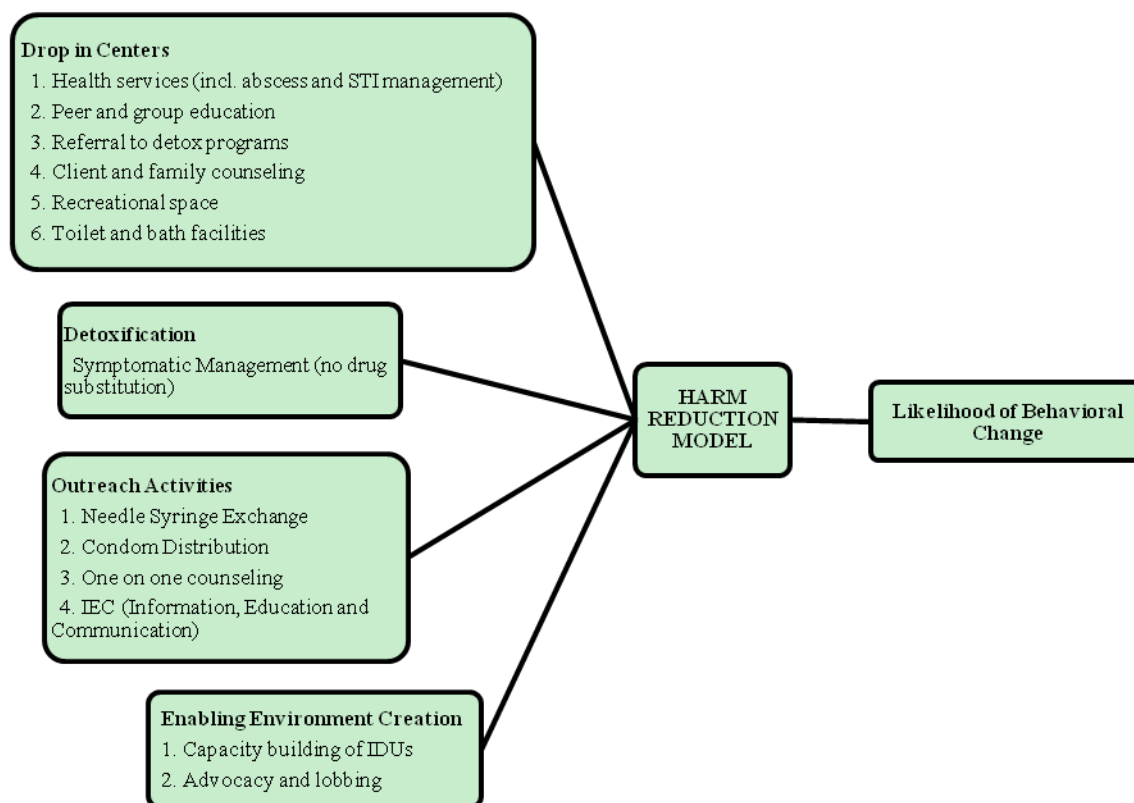 Drop in Centers
1. Health services (incl. abscess and STI management)
2. Peer and group education
3. Referral to detox programs
4. Client and family counseling
5. Recreational space
6. Toilet and bath facilities
Detoxification
Symptomatic Management (no drug
substitution)
Outreach Activities
1. Needle Syringe Exchange
2. Condom Distribution
3. One on one counseling
4. IEC (Information, Education and
Communication)
Enabling Environment Creation
1. Capacity building of IDUs
2. Advocacy and lobbing
HARM
REDUCTION
MODEL
Likelihood of Behavioral
Change